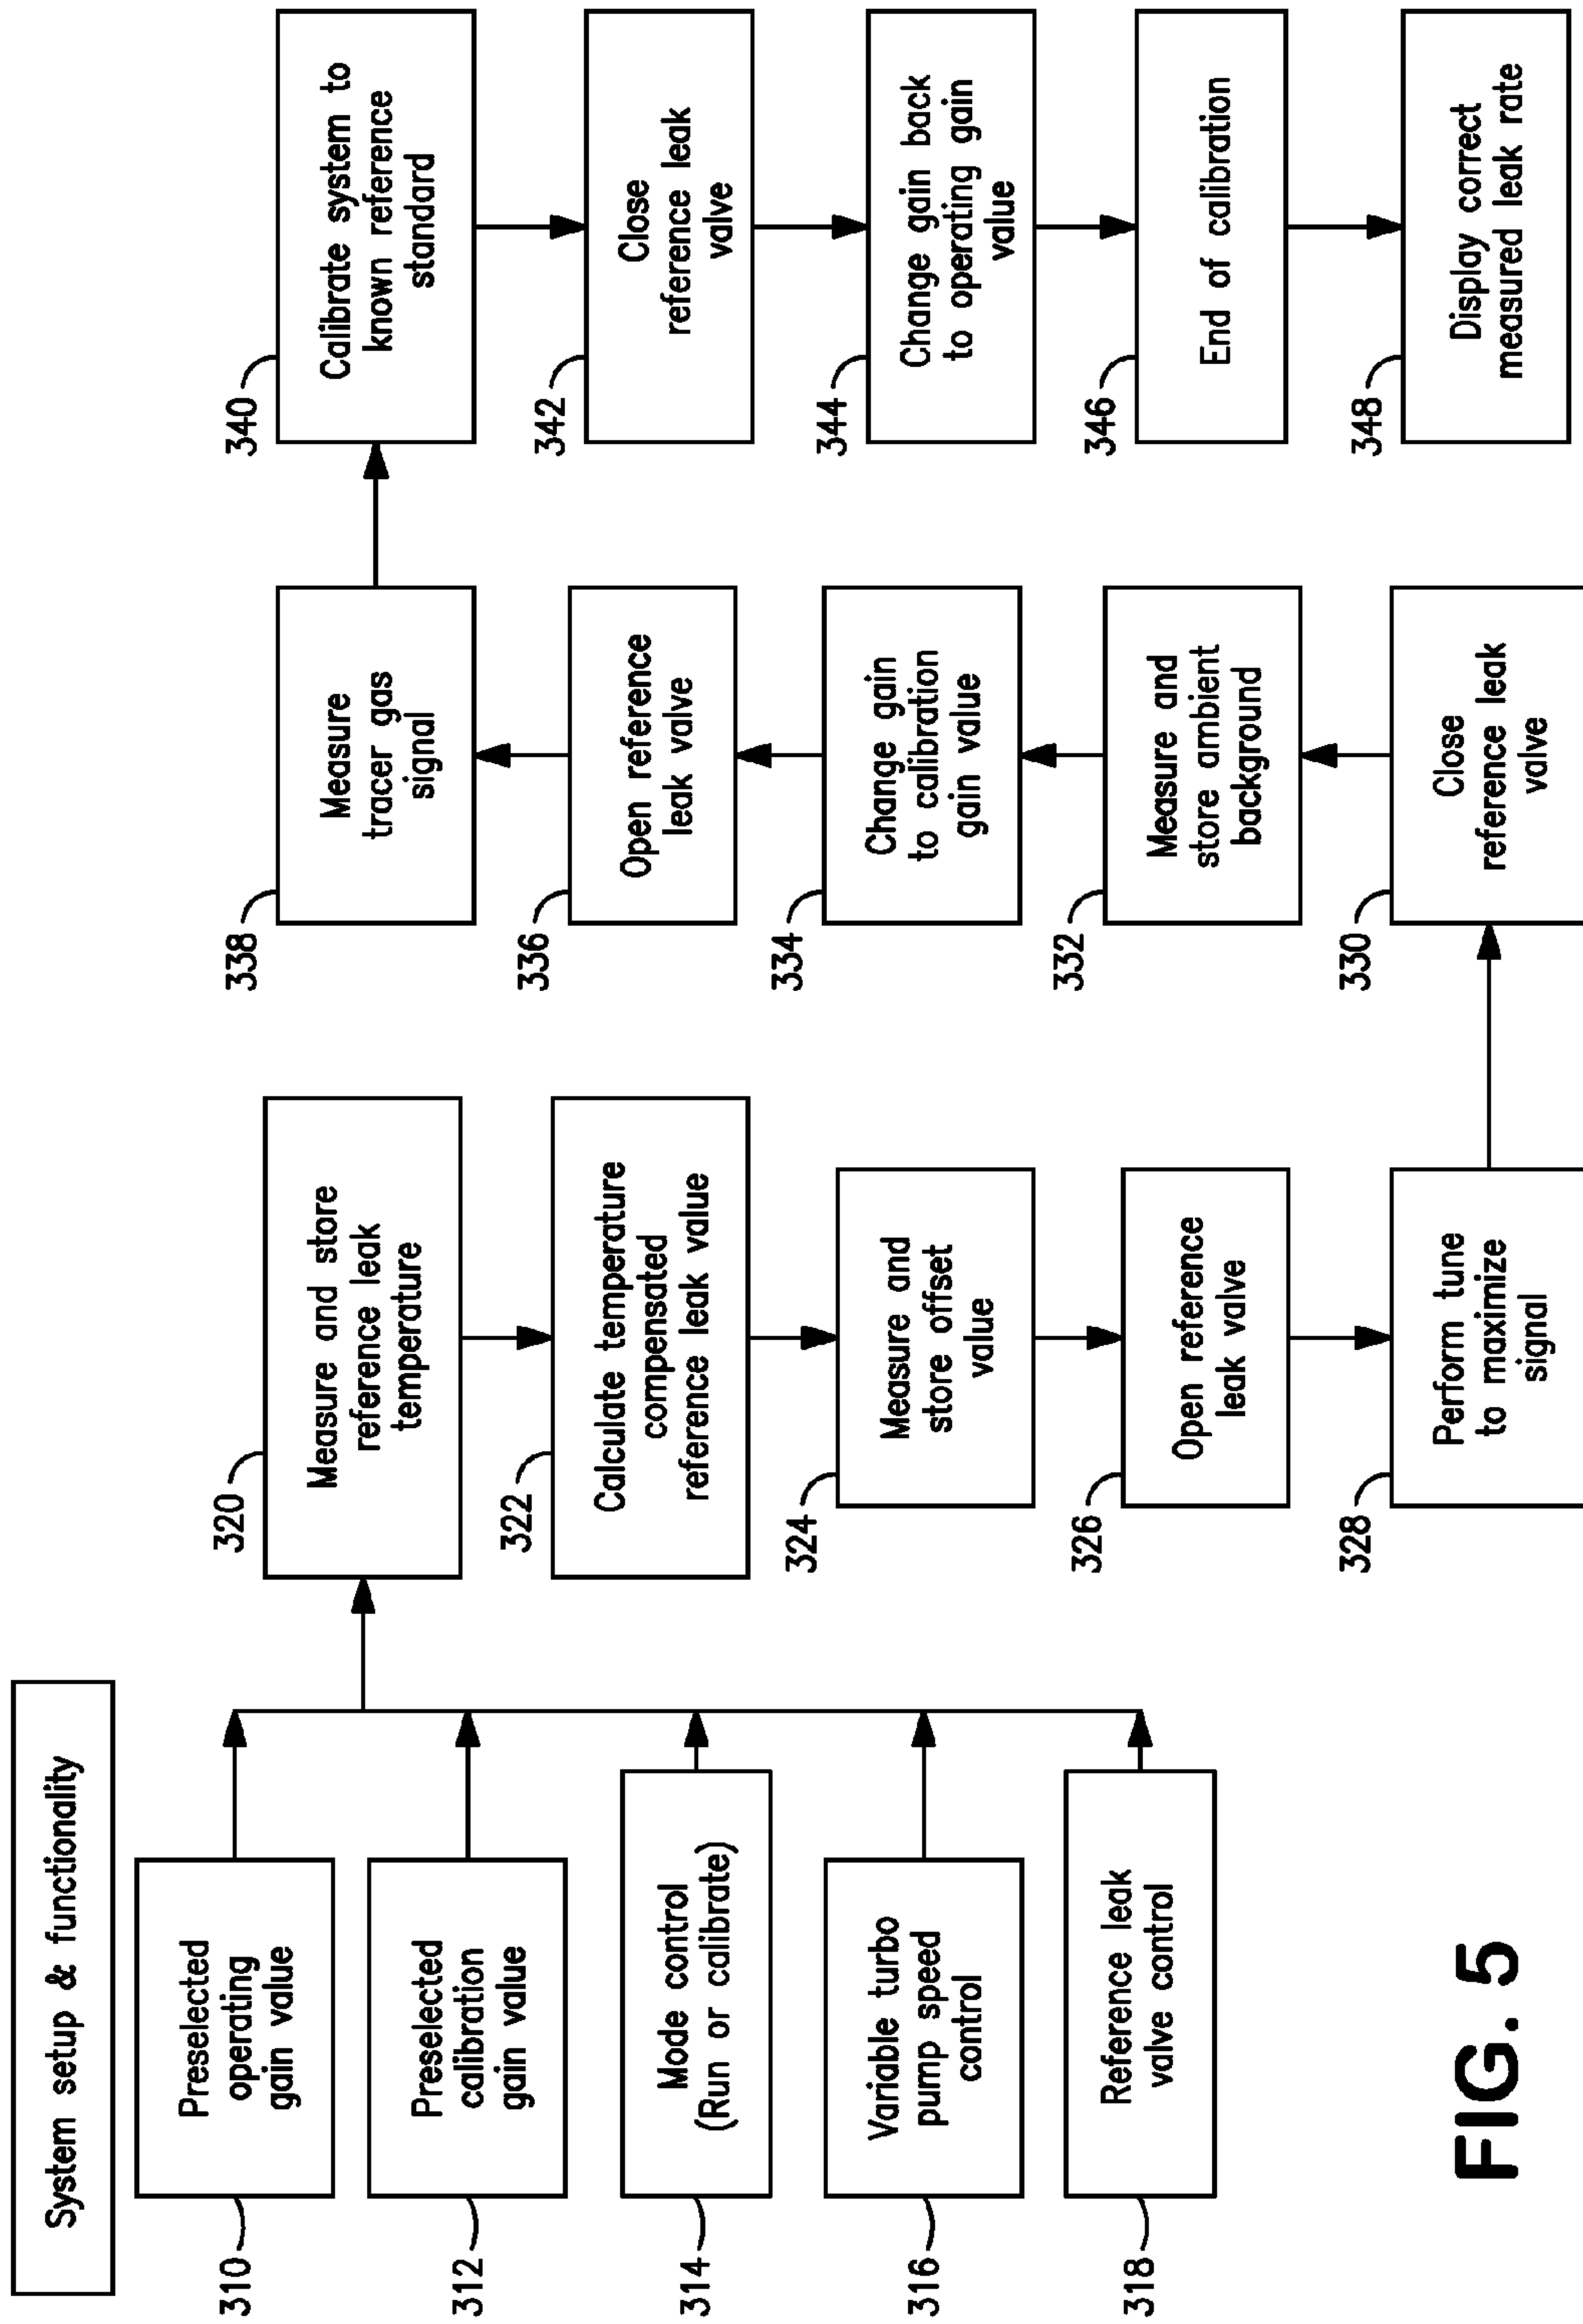 System setup & functionality
310
Preselected
operating
gain value
312
Preselected
calibration
gain value
314
Mode control
(Run or calibrate)
316
Variable turbo
pump speed
control
318
Reference leak
valve control
320
Measure and store
reference leak
temperature
322
Calculate temperature
compensated
reference leak value
324
Measure and
store offset
value
326
Open reference
leak valve
328
Perform tune
to maximize
signal
330
Close
reference leak
valve
332
Measure and
store ambient
background
334
Change gain
to calibration
gain value
336
Open reference
leak valve
338
Measure
tracer gas
signal
340
Calibrate system to
known reference
standard
342
Close
reference leak
valve
344
Change gain back
to operating gain
value
346
End of calibration
348
Display correct
measured leak rate
FIG. 5